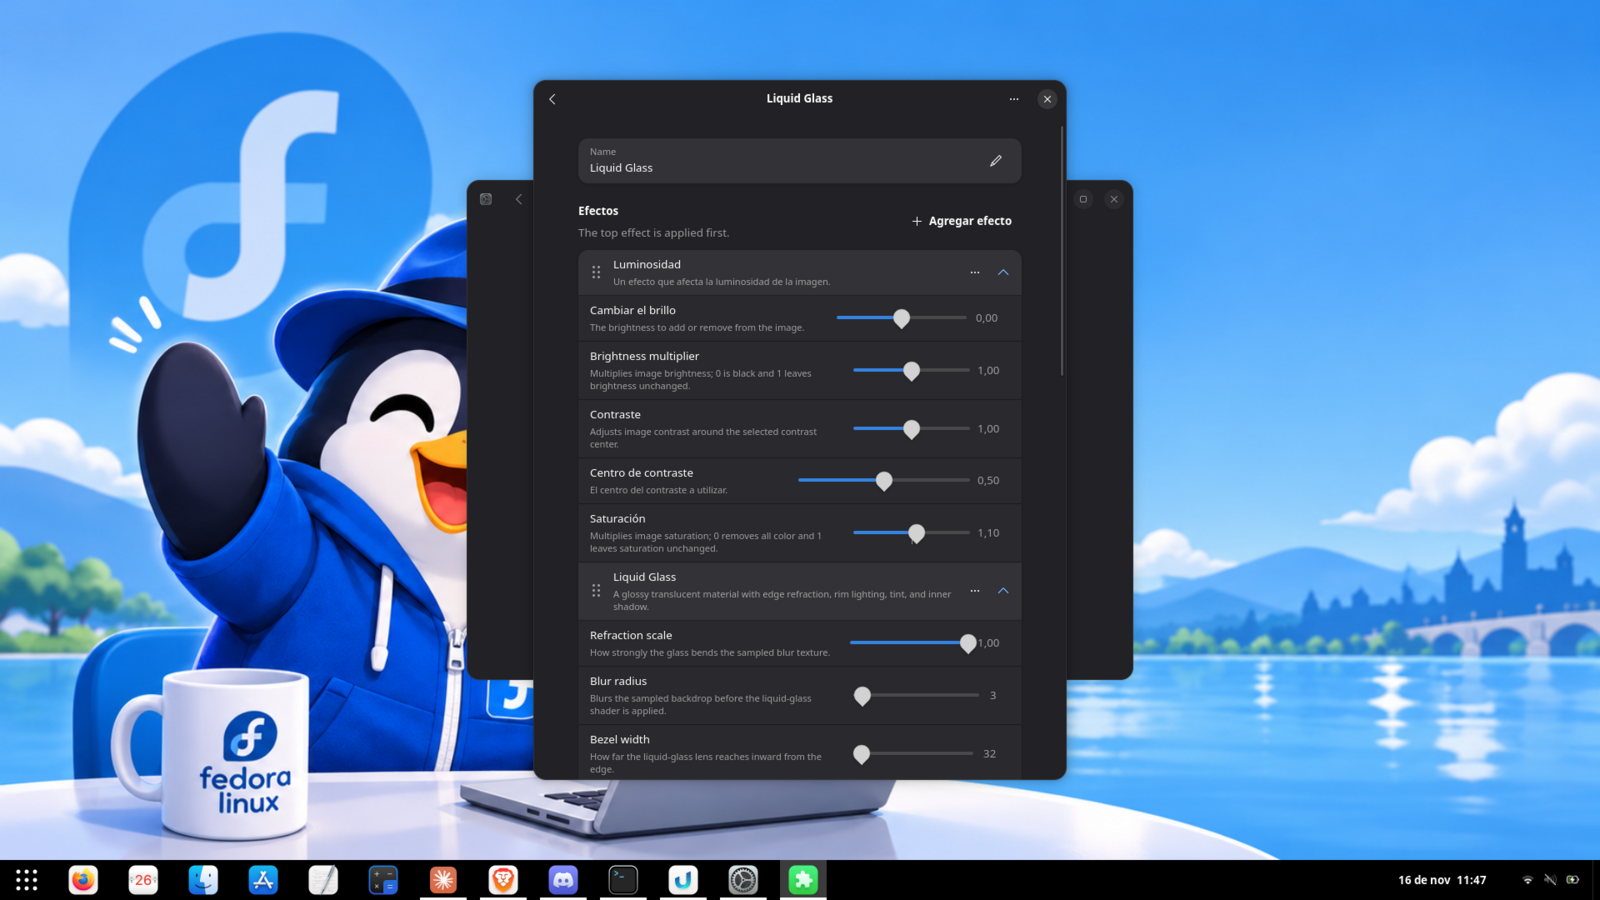 Liquid Glass
Name
Liquid Glass
Efectos
The top effect is applied first.
Agregar efecto
Luminosidad
Un efecto que afecta la luminosidad de la imagen.
Cambiar el brillo
The brightness to add or remove from the image.
0,00
Brightness multiplier
Multiplies image brightness; 0 is black and 1 leaves
brightness unchanged.
1,00
Contraste
Adjusts image contrast around the selected contrast
center.
1,00
Centro de contraste
El centro del contraste a utilizar.
0,50
Saturación
Multiplies image saturation; 0 removes all color and 1
leaves saturation unchanged.
1,10
Liquid Glass
A glossy translucent material with edge refraction, rim lighting, tint, and inner
shadow.
Refraction scale
How strongly the glass bends the sampled blur texture.
1,00
Blur radius
Blurs the sampled backdrop before the liquid-glass
shader is applied.
3
Bezel width
How far the liquid-glass lens reaches inward from the
edge.
32
fedora
linux
26
16 de nov 11:47